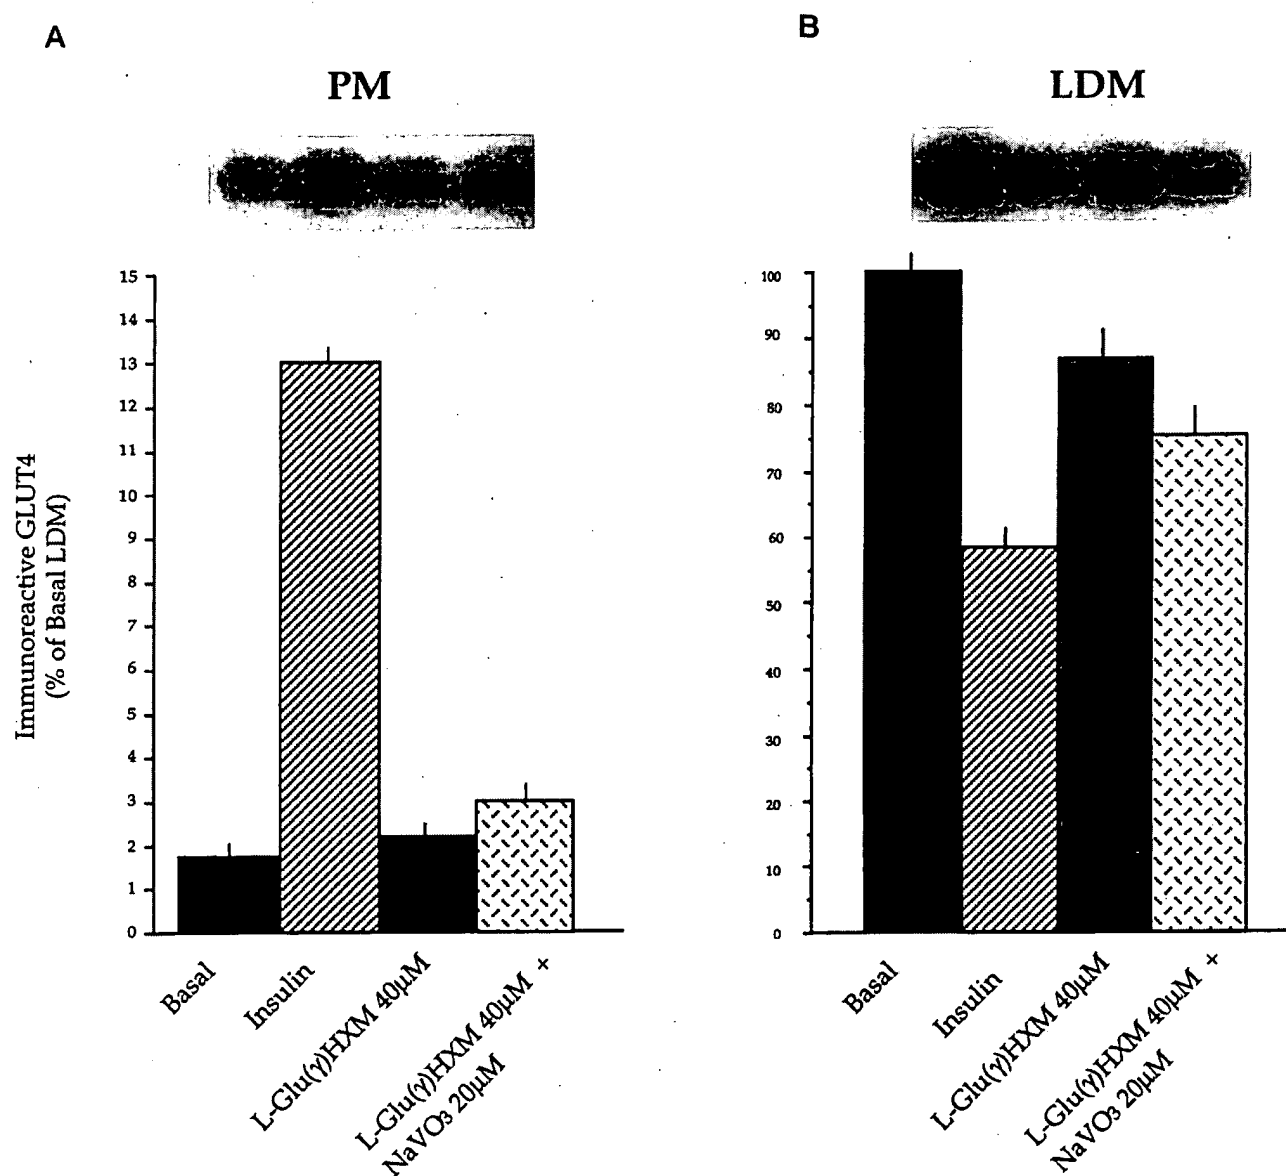 A
PM
Immunoreactive GLUT4
(% of Basal LDM)
15
14
13
12
11
10
9
8
7
6
5
4
3
2
1
0
Basal
Insulin
L-Glu(γ)HXM 40μM
L-Glu(γ)HXM 40μM +
NaVO3 20μM
B
LDM
100
90
80
70
60
50
40
30
20
10
0
Basal
Insulin
L-Glu(γ)HXM 40μM
L-Glu(γ)HXM 40μM +
NaVO3 20μM